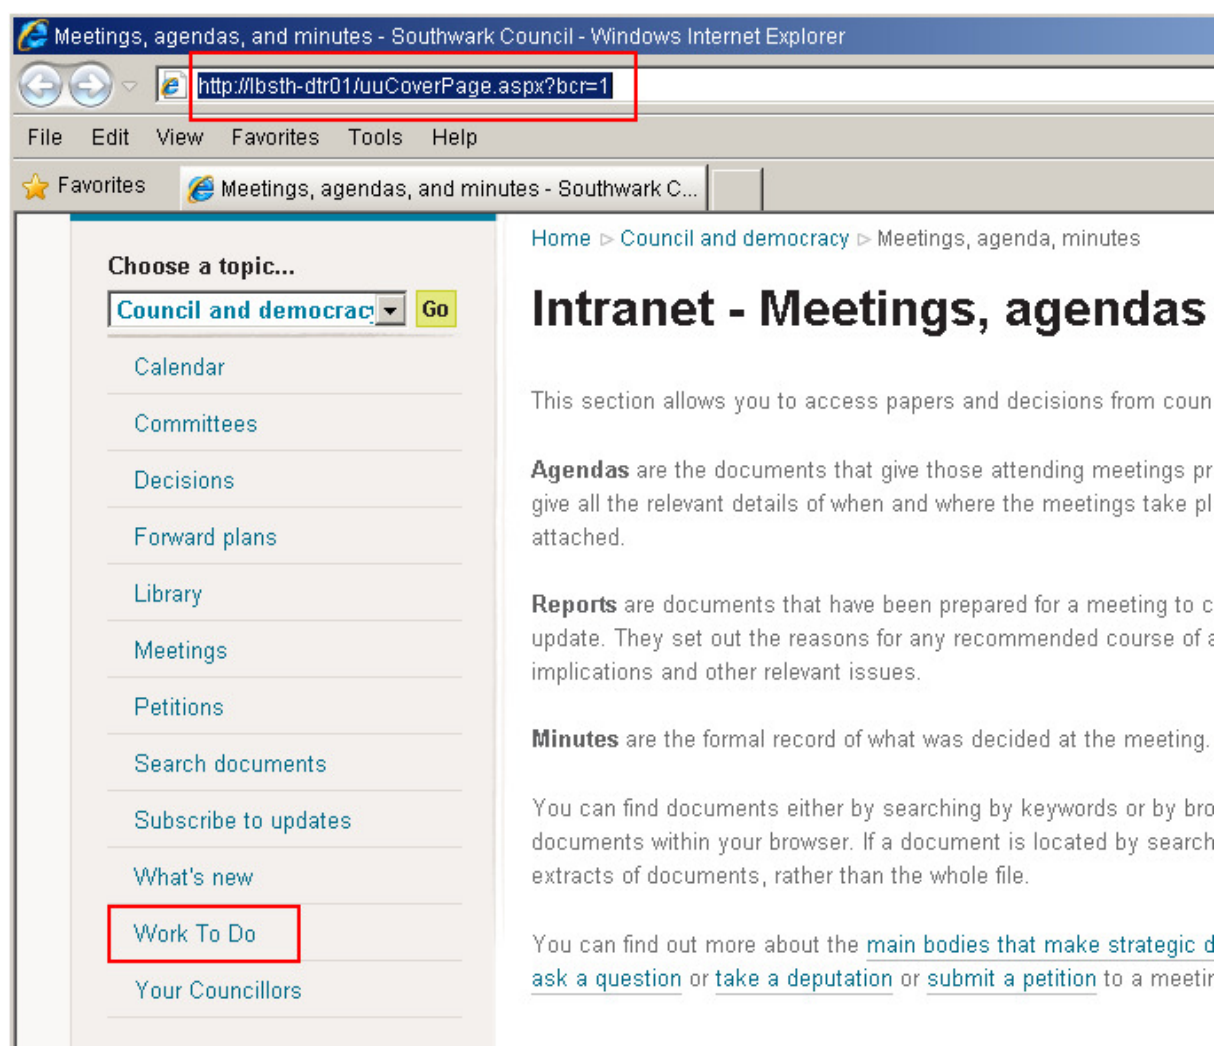 Meetings, agendas, and minutes - Southwark Council - Windows Internet Explorer
http://lbsth-dtr01/uuCoverPage.aspx?bcr=1
File Edit View Favorites Tools Help
Favorites Meetings, agendas, and minutes - Southwark C...
Home ▷ Council and democracy ▷ Meetings, agenda, minutes
Choose a topic...
Council and democracy Go
Calendar
Committees
Decisions
Forward plans
Library
Meetings
Petitions
Search documents
Subscribe to updates
What's new
Work To Do
Your Councillors
Intranet - Meetings, agendas
This section allows you to access papers and decisions from coun
Agendas are the documents that give those attending meetings pr
give all the relevant details of when and where the meetings take pl
attached.
Reports are documents that have been prepared for a meeting to c
update. They set out the reasons for any recommended course of a
implications and other relevant issues.
Minutes are the formal record of what was decided at the meeting.
You can find documents either by searching by keywords or by bro
documents within your browser. If a document is located by search
extracts of documents, rather than the whole file.
You can find out more about the main bodies that make strategic d
ask a question or take a deputation or submit a petition to a meetin